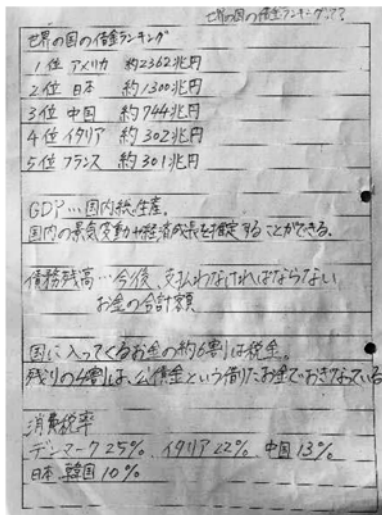 世界の国の借金ランキング??
世界の国の借金ランキング
1位 アメリカ 約2362兆円
2位 日本 約1300兆円
3位 中国 約744兆円
4位 イタリア 約302兆円
5位 フランス 約301兆円
GDP…国内総生産。
国内の景気変動や経済成長を推定することができる。
債務残高…今後、支払わなければならない
お金の合計額
国に入ってくるお金の約6割は税金。
残りの4割は、公債金という借りたお金でおぎなっている
消費税率
デンマーク25% イタリア22% 中国13%
日本 韓国10%